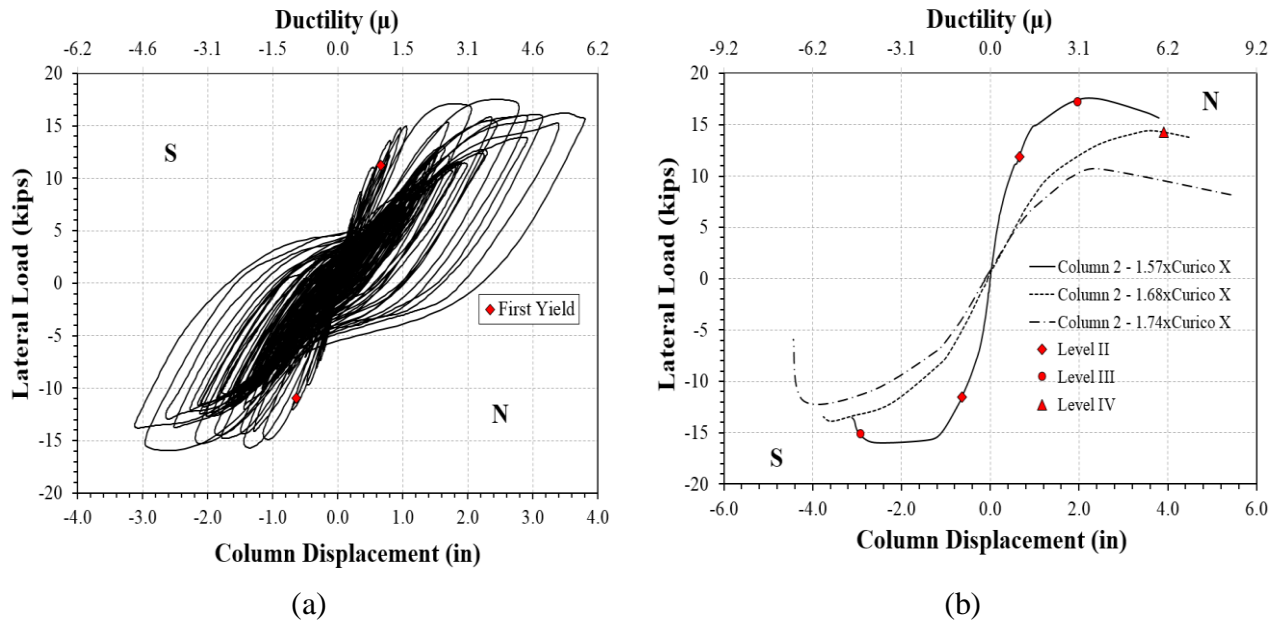 Ductility (μ)
-6.2 -4.6 -3.1 -1.5 0.0 1.5 3.1 4.6 6.2
20
15
10
5
0
-5
-10
-15
-20
Lateral Load (kips)
S
N
First Yield
-4.0 -3.0 -2.0 -1.0 0.0 1.0 2.0 3.0 4.0
Column Displacement (in)
(a)
Ductility (μ)
-9.2 -6.2 -3.1 0.0 3.1 6.2 9.2
20
15
10
5
0
-5
-10
-15
-20
Lateral Load (kips)
N
S
Column 2 - 1.57xCurico X
Column 2 - 1.68xCurico X
Column 2 - 1.74xCurico X
Level II
Level III
Level IV
-6.0 -4.0 -2.0 0.0 2.0 4.0 6.0
Column Displacement (in)
(b)